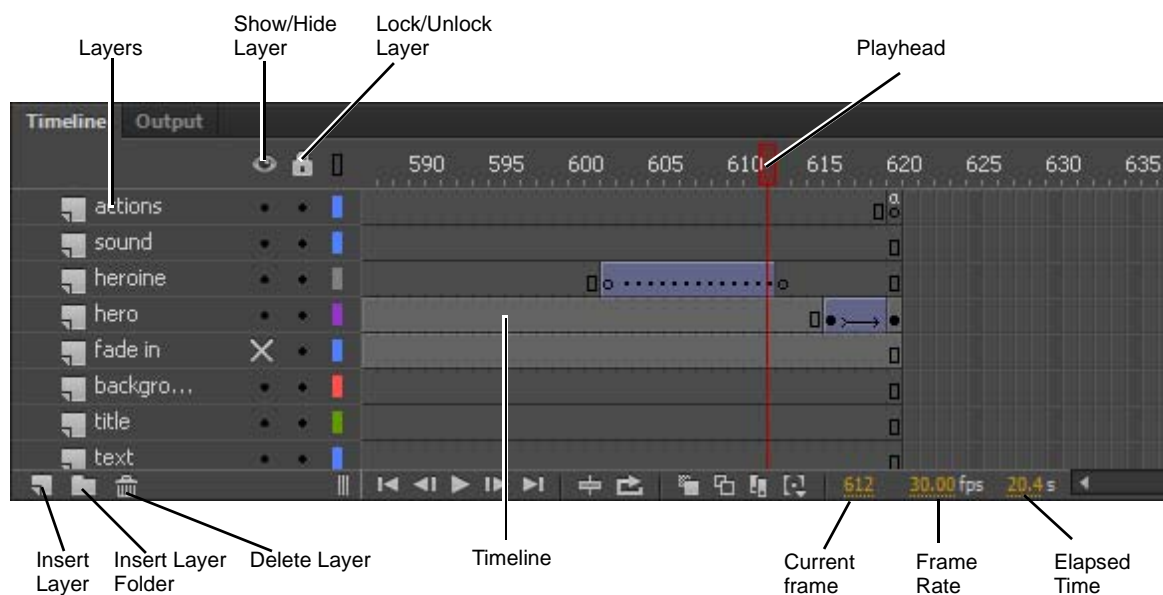 Show/Hide
Layer
Lock/Unlock
Layer
Layers
Playhead
Timeline
Output
590 595 600 605 610 615 620 625 630 635
actions
a
sound
heroine
hero
fade in
backgro...
title
text
612 30.00 fps 20.4 s
Insert
Layer
Insert Layer
Folder
Delete Layer
Timeline
Current
frame
Frame
Rate
Elapsed
Time